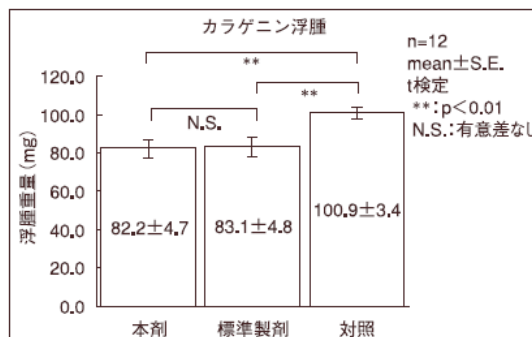 カラゲニン浮腫
n=12
mean±S.E.
t検定
**:p<0.01
N.S.:有意差なし
**
**
N.S.
浮腫重量(mg)
120.0
100.0
80.0
60.0
40.0
20.0
0.0
82.2±4.7
83.1±4.8
100.9±3.4
本剤
標準製剤
対照